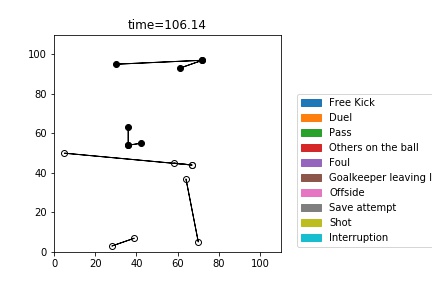 time=106.14
100
80
60
40
20
0
0 20 40 60 80 100
Free Kick
Duel
Pass
Others on the ball
Foul
Goalkeeper leaving l
Offside
Save attempt
Shot
Interruption